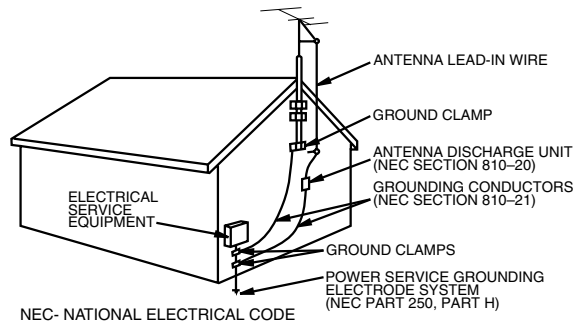 ANTENNA LEAD-IN WIRE
GROUND CLAMP
ANTENNA DISCHARGE UNIT
(NEC SECTION 810–20)
ELECTRICAL
SERVICE
EQUIPMENT
GROUNDING CONDUCTORS
(NEC SECTION 810–21)
GROUND CLAMPS
POWER SERVICE GROUNDING
ELECTRODE SYSTEM
(NEC PART 250, PART H)
NEC- NATIONAL ELECTRICAL CODE